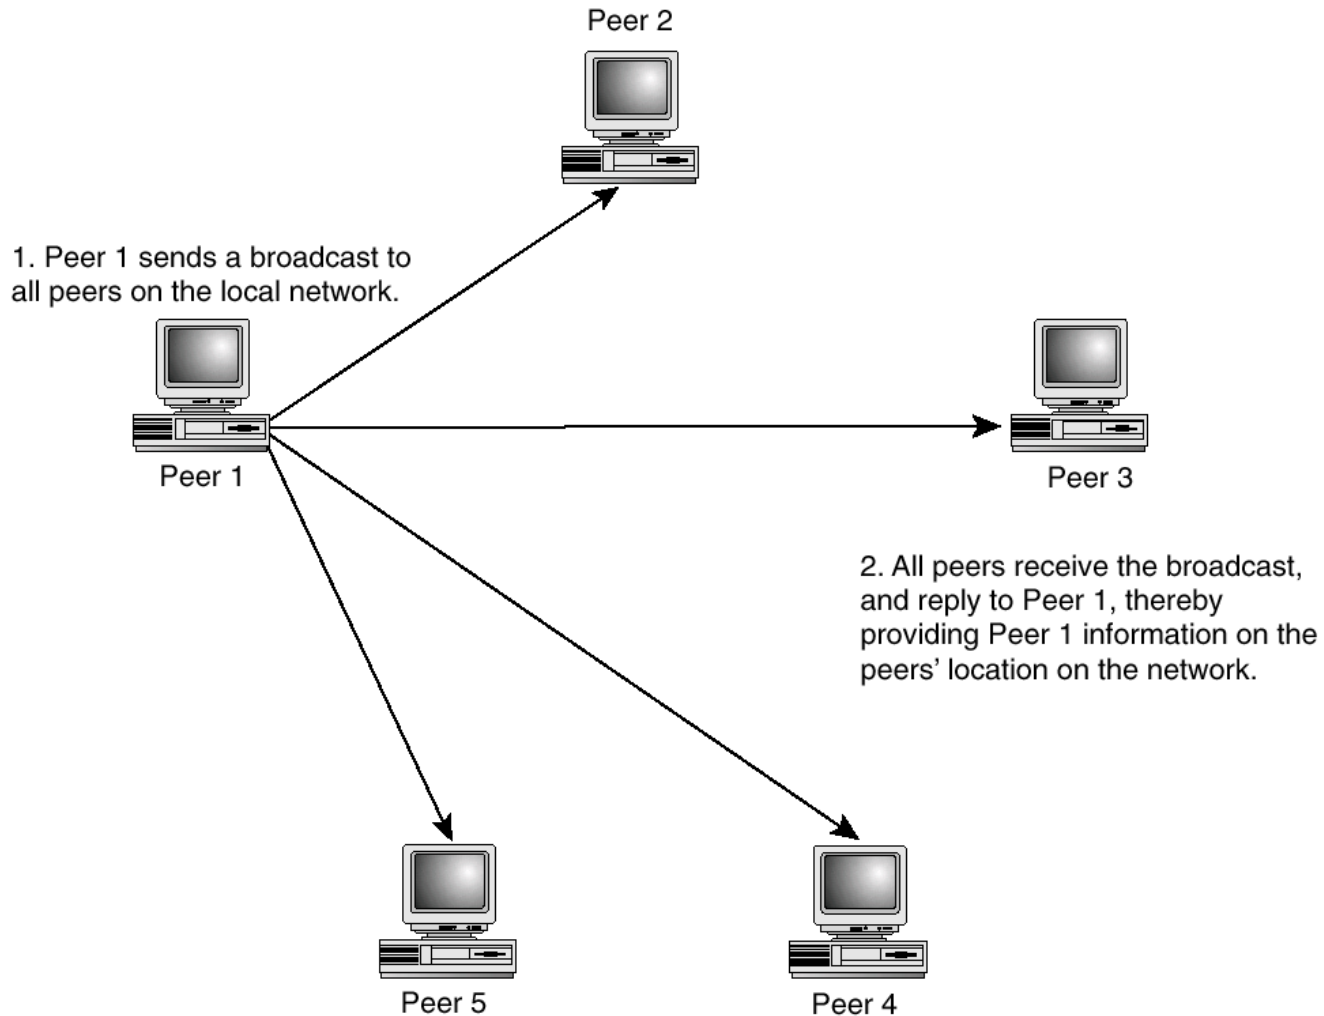 Peer 2
1. Peer 1 sends a broadcast to
all peers on the local network.
Peer 1
Peer 3
2. All peers receive the broadcast,
and reply to Peer 1, thereby
providing Peer 1 information on the
peers’ location on the network.
Peer 5
Peer 4